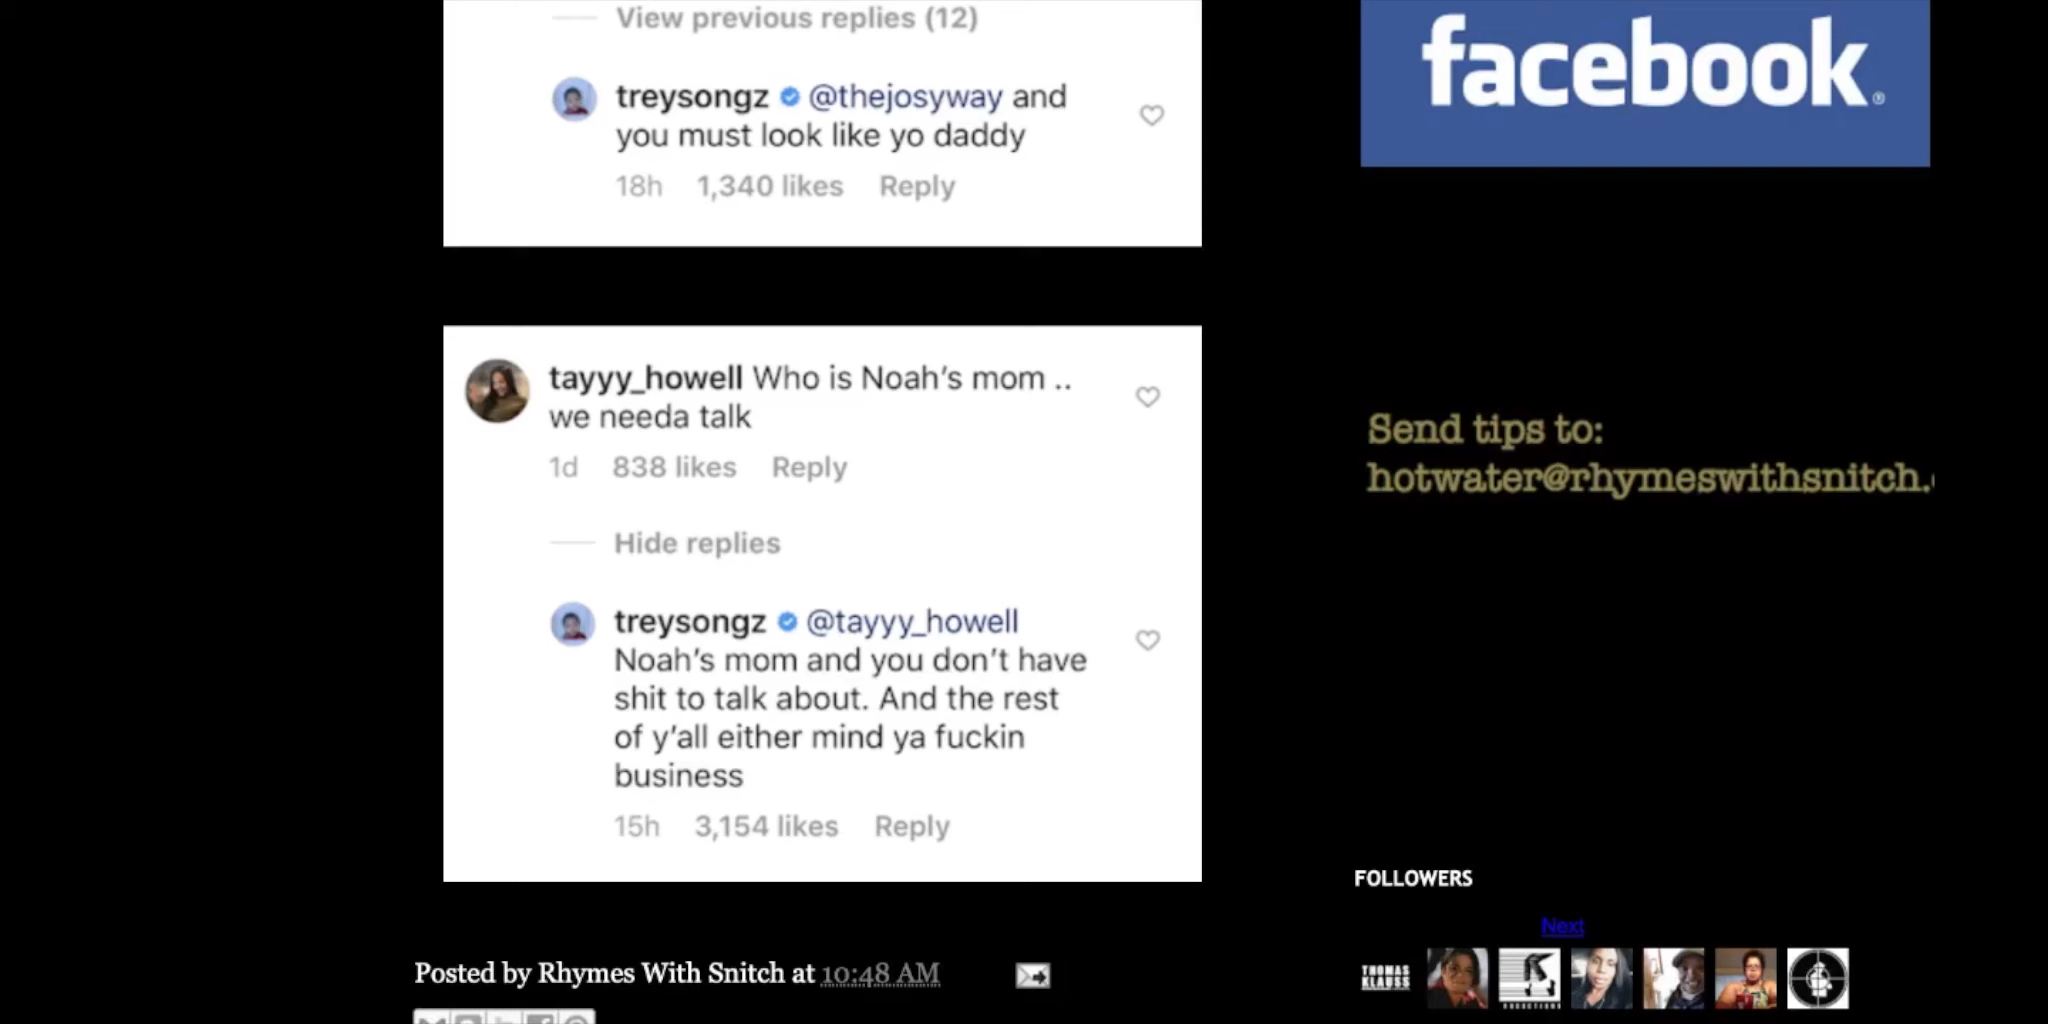 View previous replies (12)
treysongz @thejosyway and
you must look like yo daddy
18h 1,340 likes Reply
tayyy_howell Who is Noah's mom ..
we needa talk
1d 838 likes Reply
Hide replies
treysongz @tayyy_howell
Noah's mom and you don't have
shit to talk about. And the rest
of y'all either mind ya fuckin
business
15h 3,154 likes Reply
Posted by Rhymes With Snitch at 10:48 AM
facebook®
Send tips to:
hotwater@rhymeswithsnitch.
FOLLOWERS
Next
THOMAS
KLAUSS